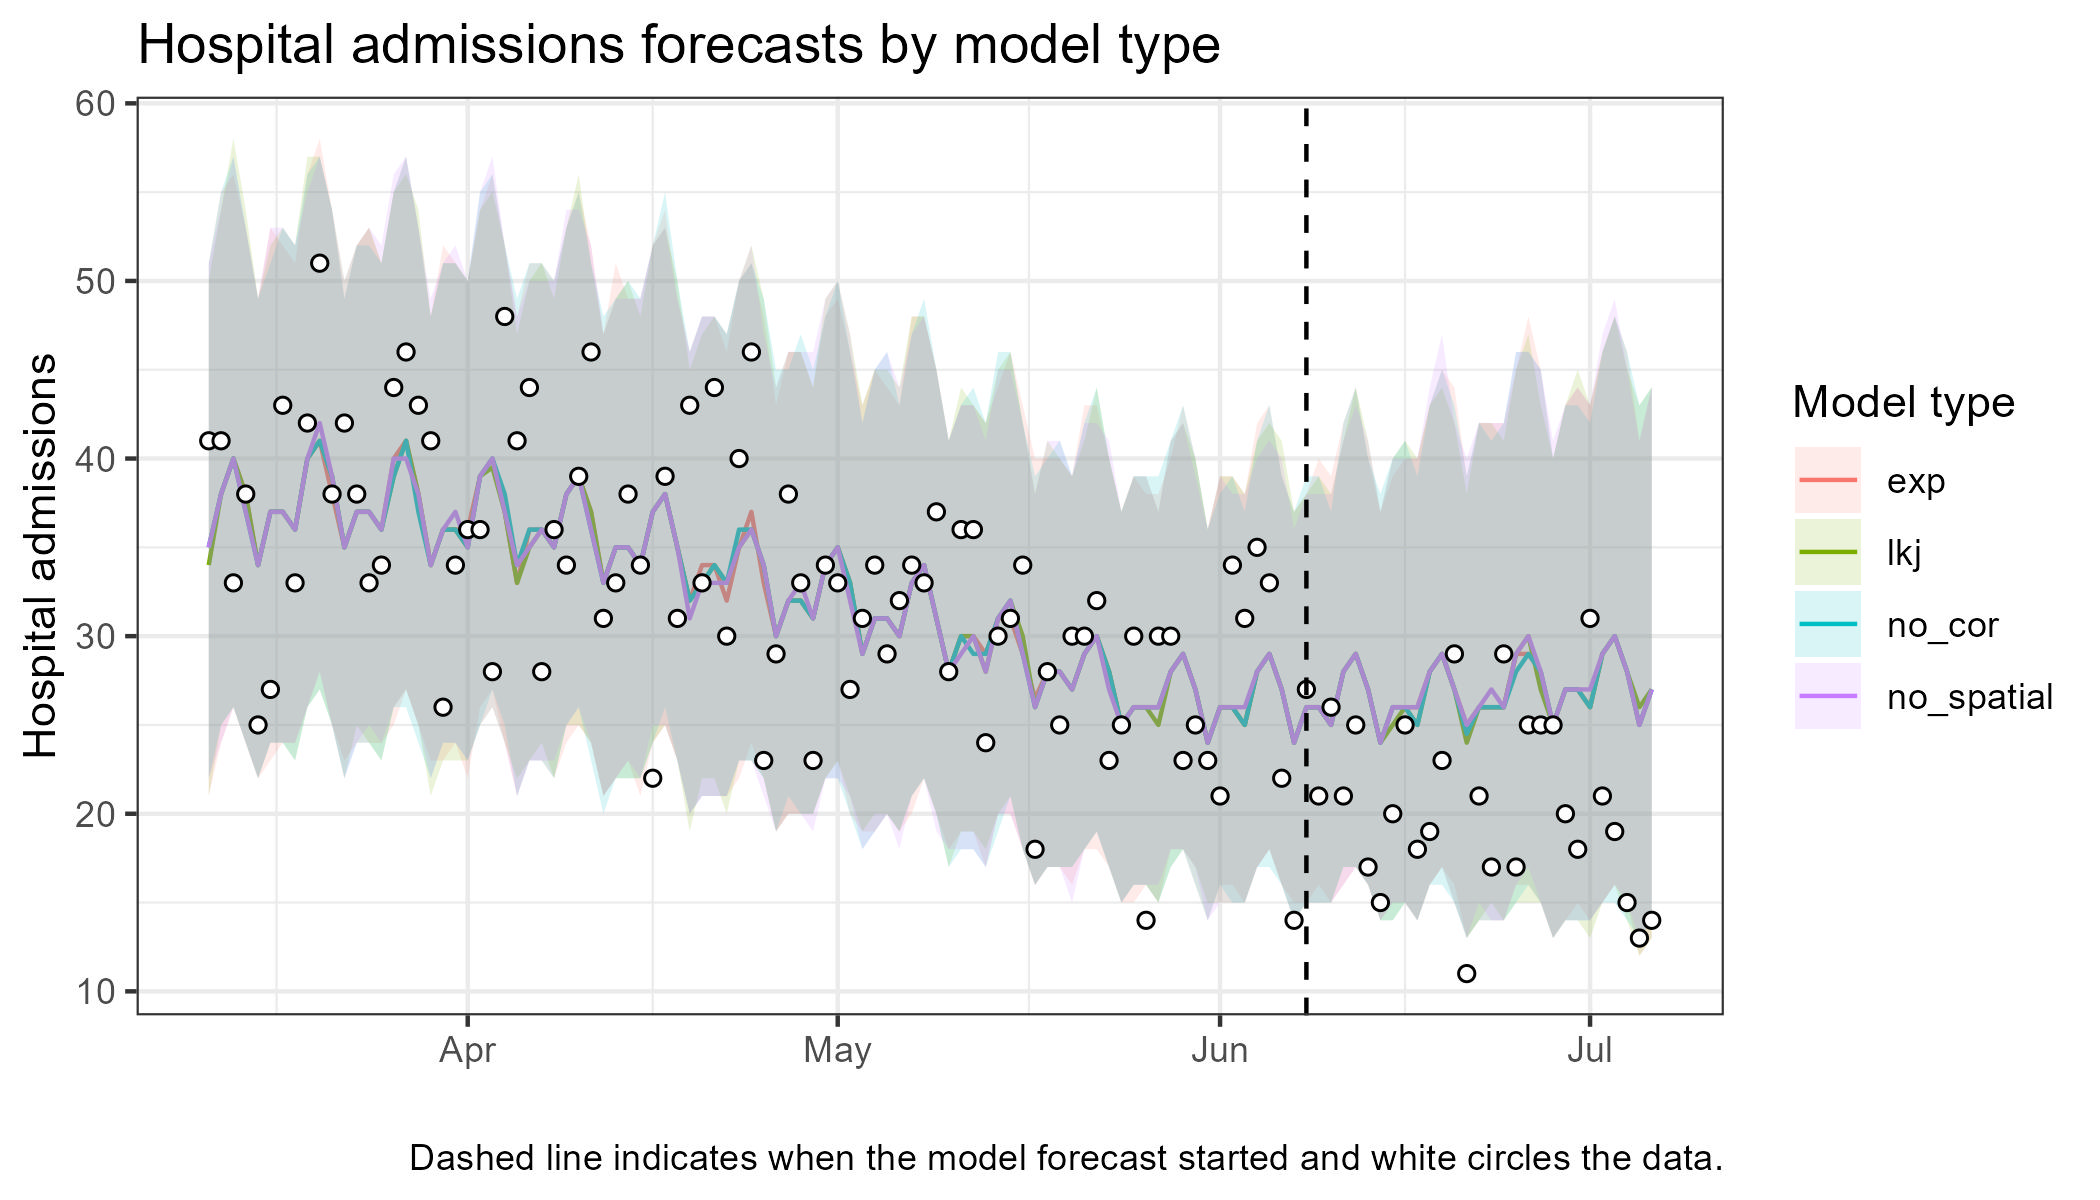 Hospital admissions forecasts by model type
Hospital admissions
60
50
40
30
20
10
Apr May Jun Jul
Model type
exp
lkj
no_cor
no_spatial
Dashed line indicates when the model forecast started and white circles the data.